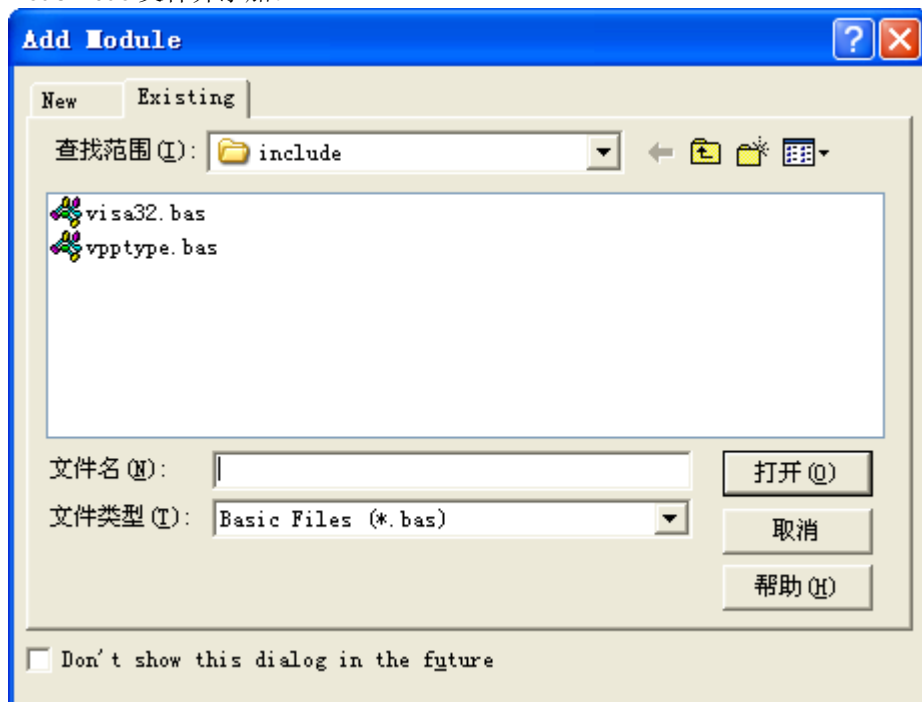 Add Module
New
Existing
查找范围(I):
include
visa32.bas
vpptype.bas
文件名(N):
打开(O)
文件类型(T):
Basic Files (*.bas)
取消
帮助(H)
Don't show this dialog in the future